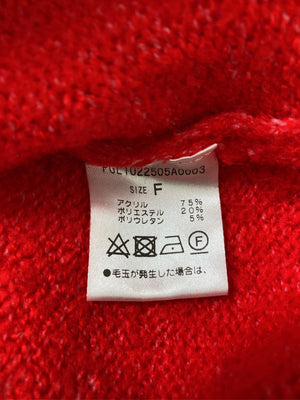 PGL1022505A0003
SIZE F
アクリル 75%
ポリエステル 20%
ポリウレタン 5%
F
●毛玉が発生した場合は、